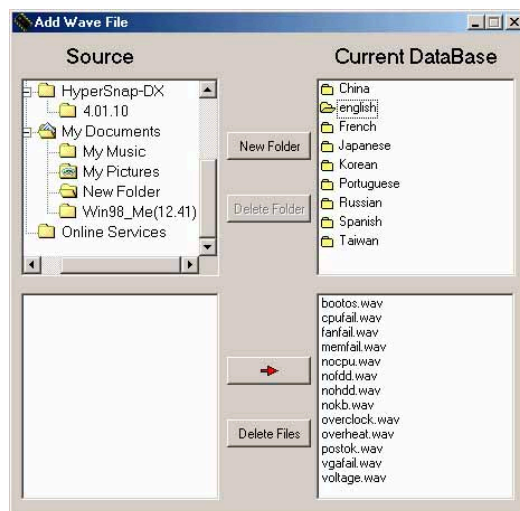 Add Wave File
Source
Current DataBase
HyperSnap-DX
4.01.10
My Documents
My Music
My Pictures
New Folder
Win98_Me(12.41)
Online Services
New Folder
Delete Folder
China
english
French
Japanese
Korean
Portuguese
Russian
Spanish
Taiwan
Delete Files
bootos.wav
cpufail.wav
fanfail.wav
memfail.wav
nocpu.wav
nofdd.wav
nohdd.wav
nokb.wav
overclock.wav
overheat.wav
postok.wav
vgafail.wav
voltage.wav